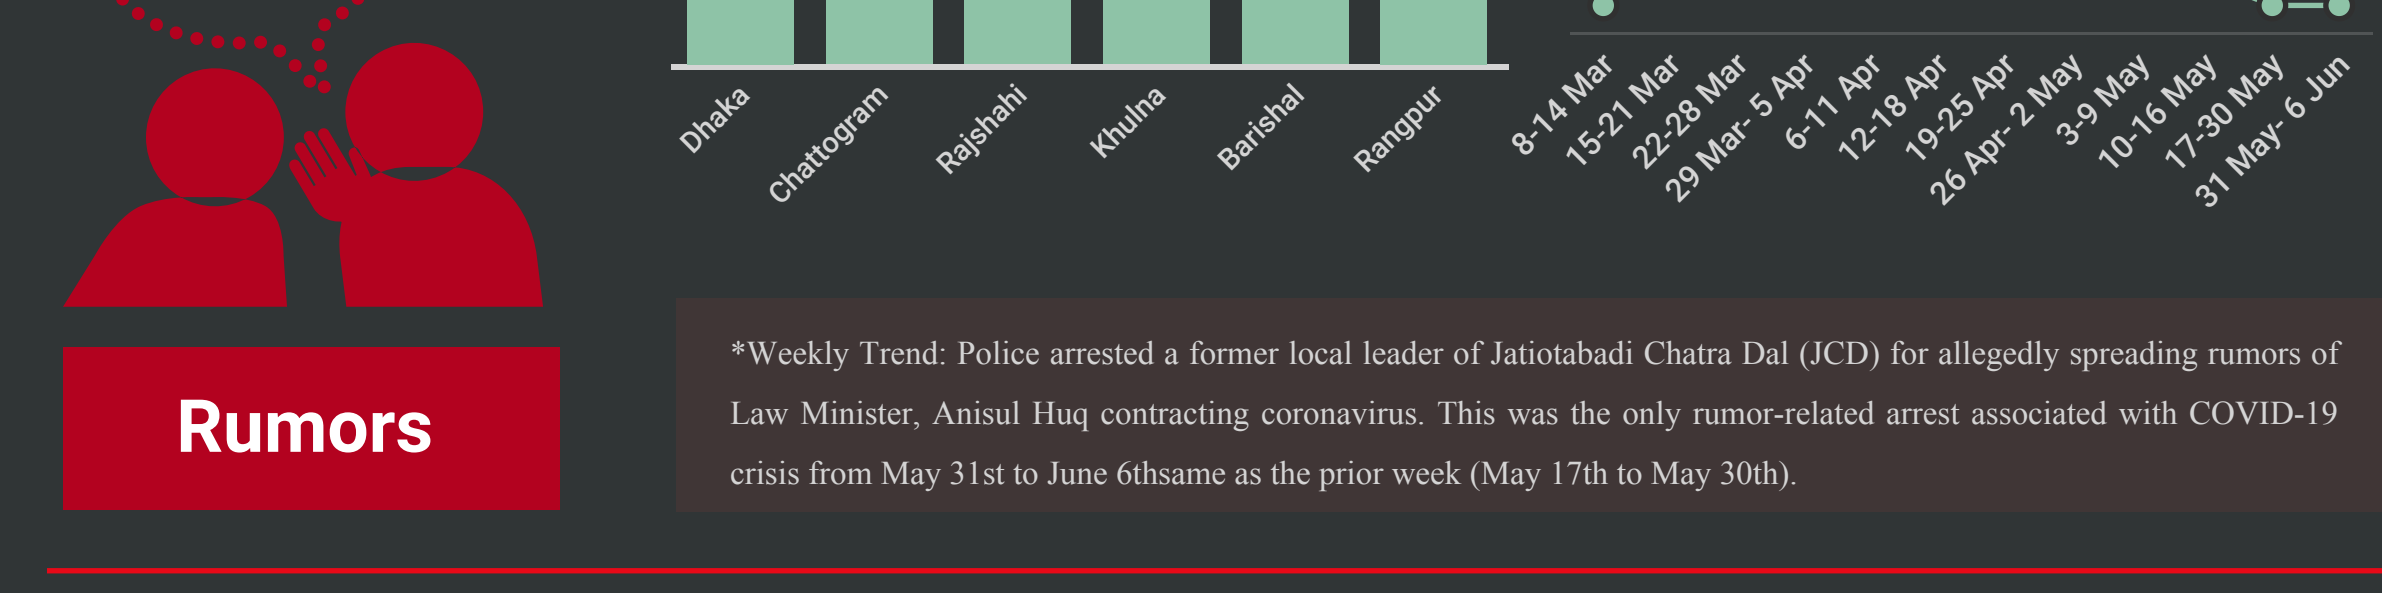 Dhaka
Chattogram
Rajshahi
Khulna
Barishal
Rangpur
8-14 Mar
15-21 Mar
22-28 Mar
29 Mar- 5 Apr
6-11 Apr
12-18 Apr
19-25 Apr
26 Apr- 2 May
3-9 May
10-16 May
17-30 May
31 May- 6 Jun
Rumors
*Weekly Trend: Police arrested a former local leader of Jatiotabadi Chatra Dal (JCD) for allegedly spreading rumors of
Law Minister, Anisul Huq contracting coronavirus. This was the only rumor-related arrest associated with COVID-19
crisis from May 31st to June 6thsame as the prior week (May 17th to May 30th).